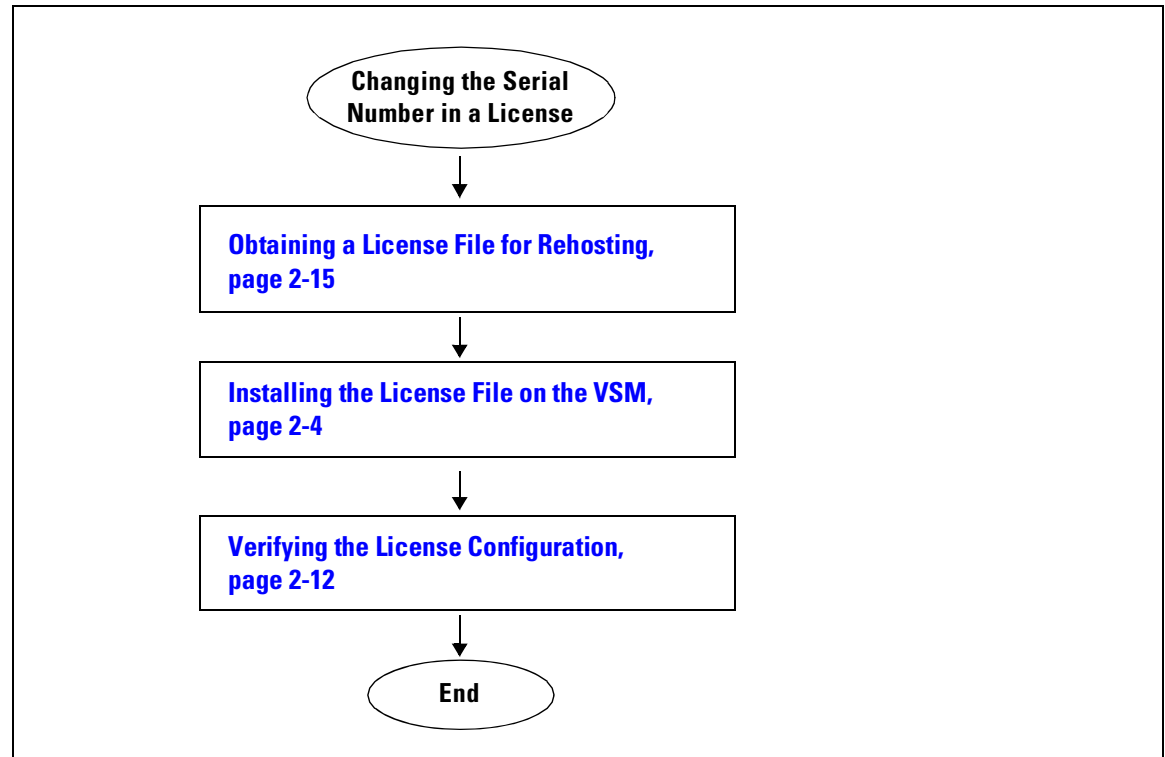 Changing the Serial
Number in a License
Obtaining a License File for Rehosting,
page 2-15
Installing the License File on the VSM,
page 2-4
Verifying the License Configuration,
page 2-12
End